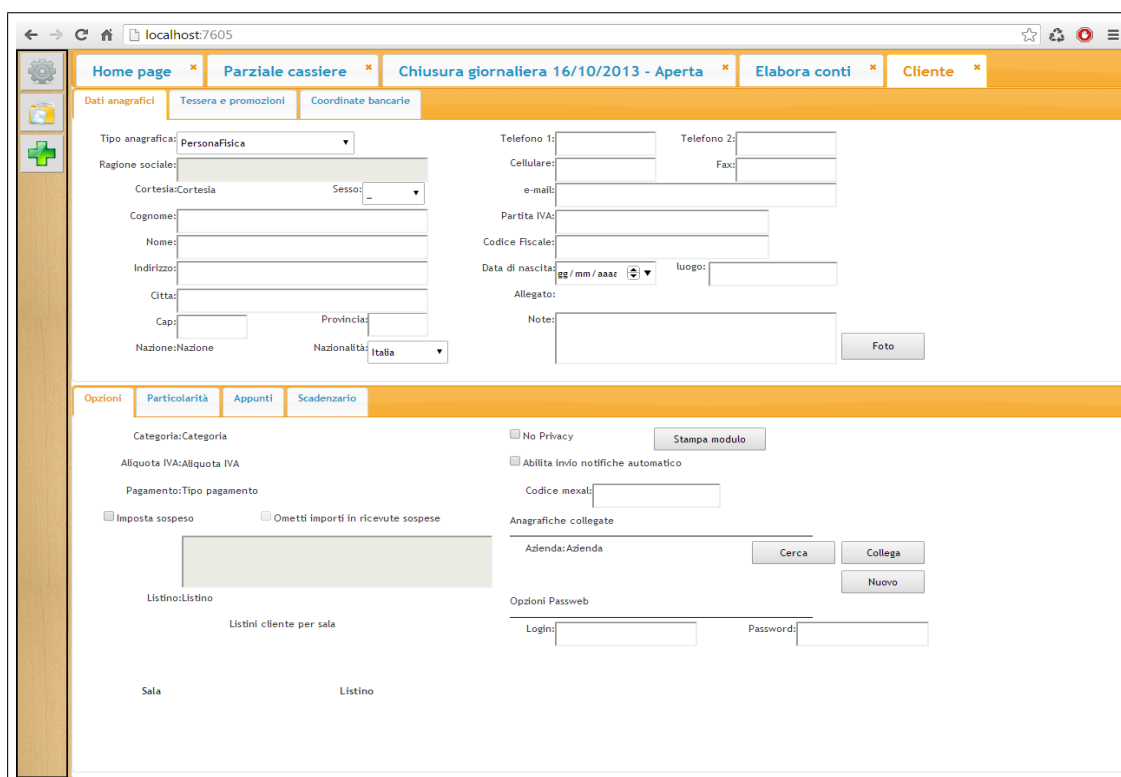 localhost:7605
Home page Parziale cassiere Chiusura giornaliera 16/10/2013 - Aperta Elabora conti Cliente
Dati anagrafici Tessera e promozioni Coordinate bancarie
Tipo anagrafica: PersonaFisica Telefono 1: Telefono 2:
Ragione sociale: Cellulare: Fax:
Cortesia:Cortesia Sesso: _ e-mail:
Cognome: Partita IVA:
Nome: Codice Fiscale:
Indirizzo: Data di nascita: gg/mm/aaaa luogo:
Citta: Allegato:
Cap: Provincia: Note:
Nazione:Nazione Nazionalità: Italia Foto
Opzioni Particolarità Appunti Scadenzario
Categoria:Categoria No Privacy Stampa modulo
Aliquota IVA:Aliquota IVA Abilita invio notifiche automatico
Pagamento:Tipo pagamento Codice mexal:
Imposta sospeso Ometti importi in ricevute sospese Anagrafiche collegate
Azienda:Azienda Cerca Collega
Nuovo
Listino:Listino Opzioni Passweb
Listini cliente per sala Login: Password:
Sala Listino